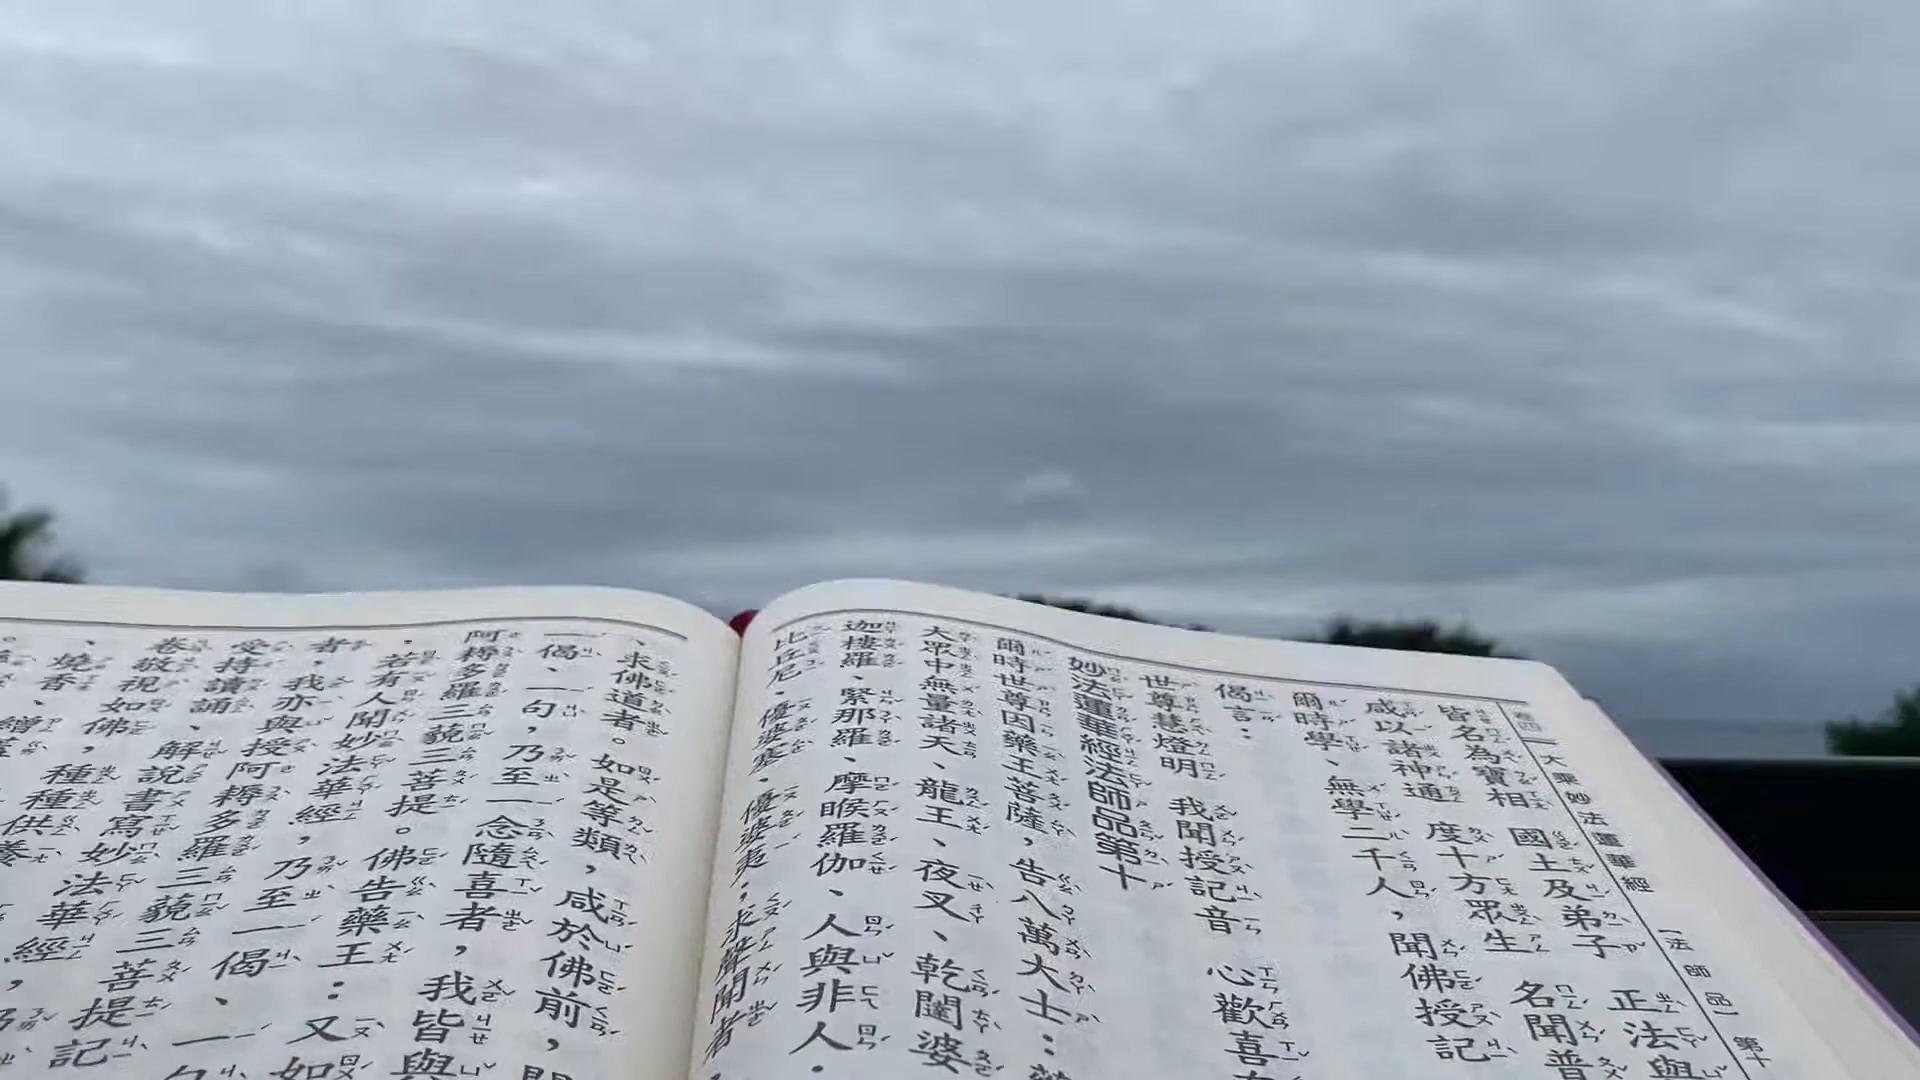 卷四 大乘妙法蓮華經 法師品 第十
皆名為寶相 國土及弟子 正法與
咸以諸神通 度十方眾生 名聞普
爾時學、無學二千人，聞佛授記
偈言：
世尊慧燈明 我聞授記音 心歡喜
妙法蓮華經法師品第十
爾時世尊因藥王菩薩，告八萬大士：
大眾中無量諸天、龍王、夜叉、乾闥婆
迦樓羅、緊那羅、摩睺羅伽、人與非人．
比丘尼．優婆塞．優婆夷，求聲聞者
、求佛道者。如是等類，咸於佛前，聞
一偈、一句，乃至一念隨喜者，我皆與
阿耨多羅三藐三菩提。佛告藥王：又如
．若有人聞妙法華經，乃至一偈、一句
者，我亦與授阿耨多羅三藐三菩提記
受持讀誦、解說書寫妙法華經，乃
卷敬視如佛，種種供養
、燒香、繒蓋